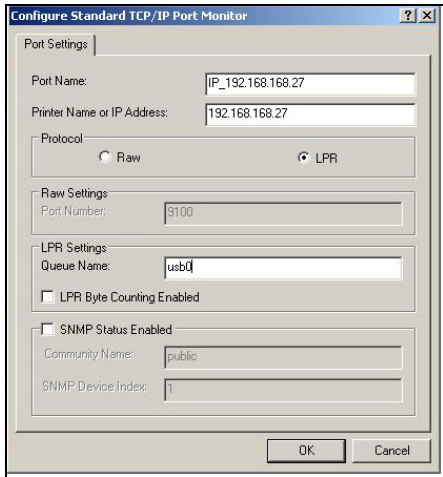 Configure Standard TCP/IP Port Monitor
Port Settings
Port Name: IP_192.168.168.27
Printer Name or IP Address: 192.168.168.27
Protocol
Raw LPR
Raw Settings
Port Number: 9100
LPR Settings
Queue Name: usb0
LPR Byte Counting Enabled
SNMP Status Enabled
Community Name: public
SNMP Device Index: 1
OK Cancel